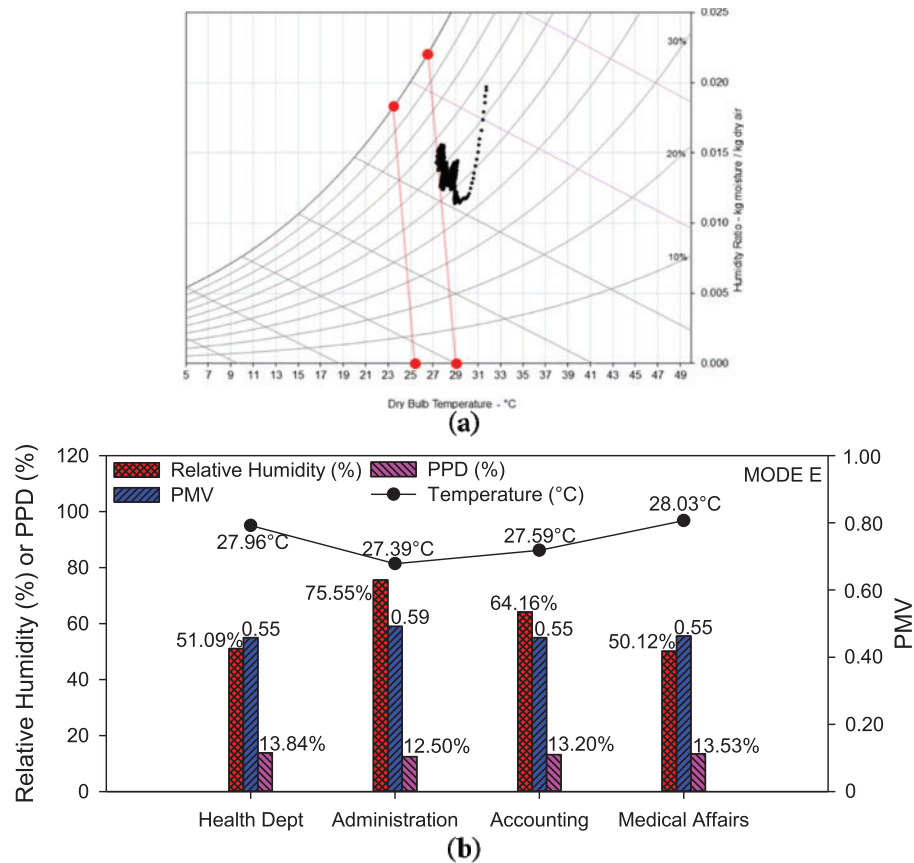 0.025
30%
0.020
0.015
20%
0.010
10%
0.005
0.000
Humidity Ratio - kg moisture / kg dry air
5 7 9 11 13 15 17 19 21 23 25 27 29 31 33 35 37 39 41 43 45 47 49
Dry Bulb Temperature - °C
(a)
120 1.00
Relative Humidity (%) PPD (%) MODE E
PMV Temperature (°C)
100
80 0.80
60 0.60
40 0.40
20 0.20
0 0
Relative Humidity (%) or PPD (%)
PMV
27.96°C 27.39°C 27.59°C 28.03°C
51.09% 0.55 13.84%
75.55% 0.59 12.50%
64.16% 0.55 13.20%
50.12% 0.55 13.53%
Health Dept Administration Accounting Medical Affairs
(b)